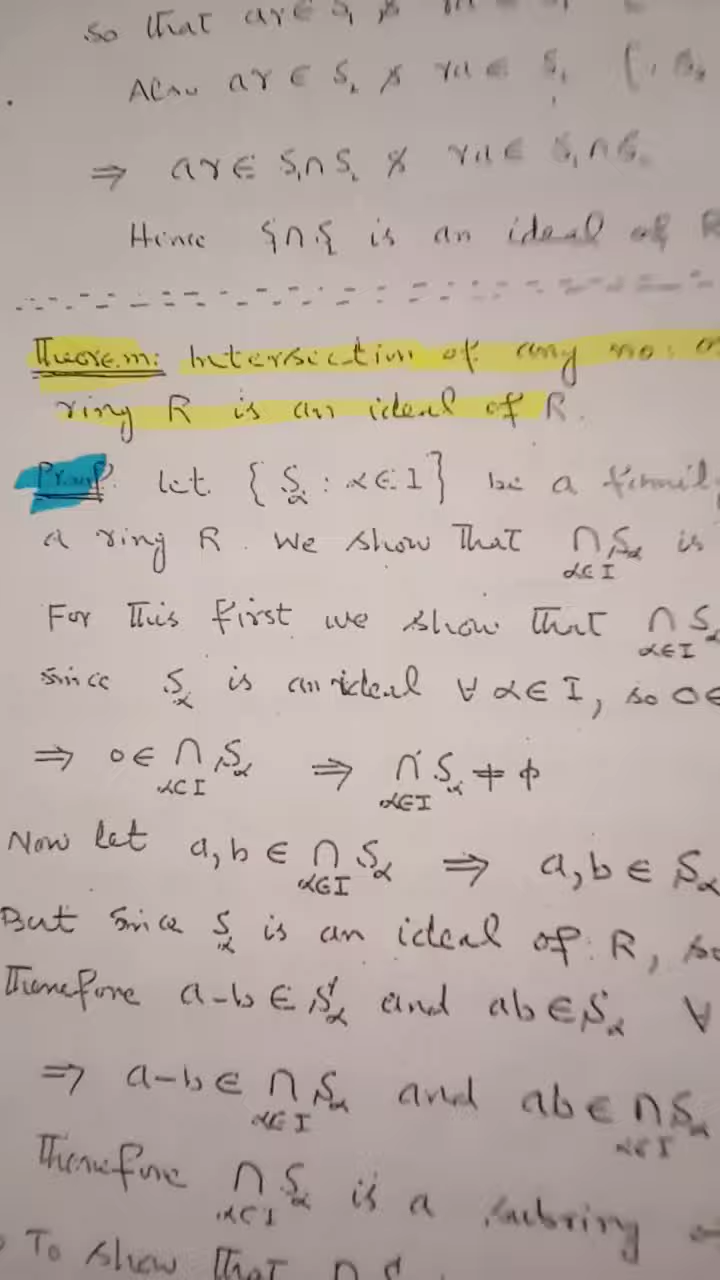 so that ar ∈ S₁ &
Also ar ∈ S₂ & ra ∈ S₂
⇒ ar ∈ S₁∩S₂ & ra ∈ S₁∩S₂
Hence S∩S is an ideal of R
Theorem: Intersection of any no. o
ring R is an ideal of R.
Proof. Let {S_α : α∈I} be a famil
a ring R. We show that ∩_{α∈I} S_α is
For this first we show that ∩_{α∈I} S_α
since S_α is an ideal ∀ α∈I, so 0∈
⇒ 0∈ ∩_{α∈I} S_α ⇒ ∩_{α∈I} S_α ≠ φ
Now let a,b ∈ ∩_{α∈I} S_α ⇒ a,b ∈ S_α
But since S_α is an ideal of R, so
Therefore a-b ∈ S_α and ab ∈ S_α ∀
⇒ a-b ∈ ∩_{α∈I} S_α and ab ∈ ∩_{α∈I} S_α
Therefore ∩_{α∈I} S_α is a subring
To show that ∩ S